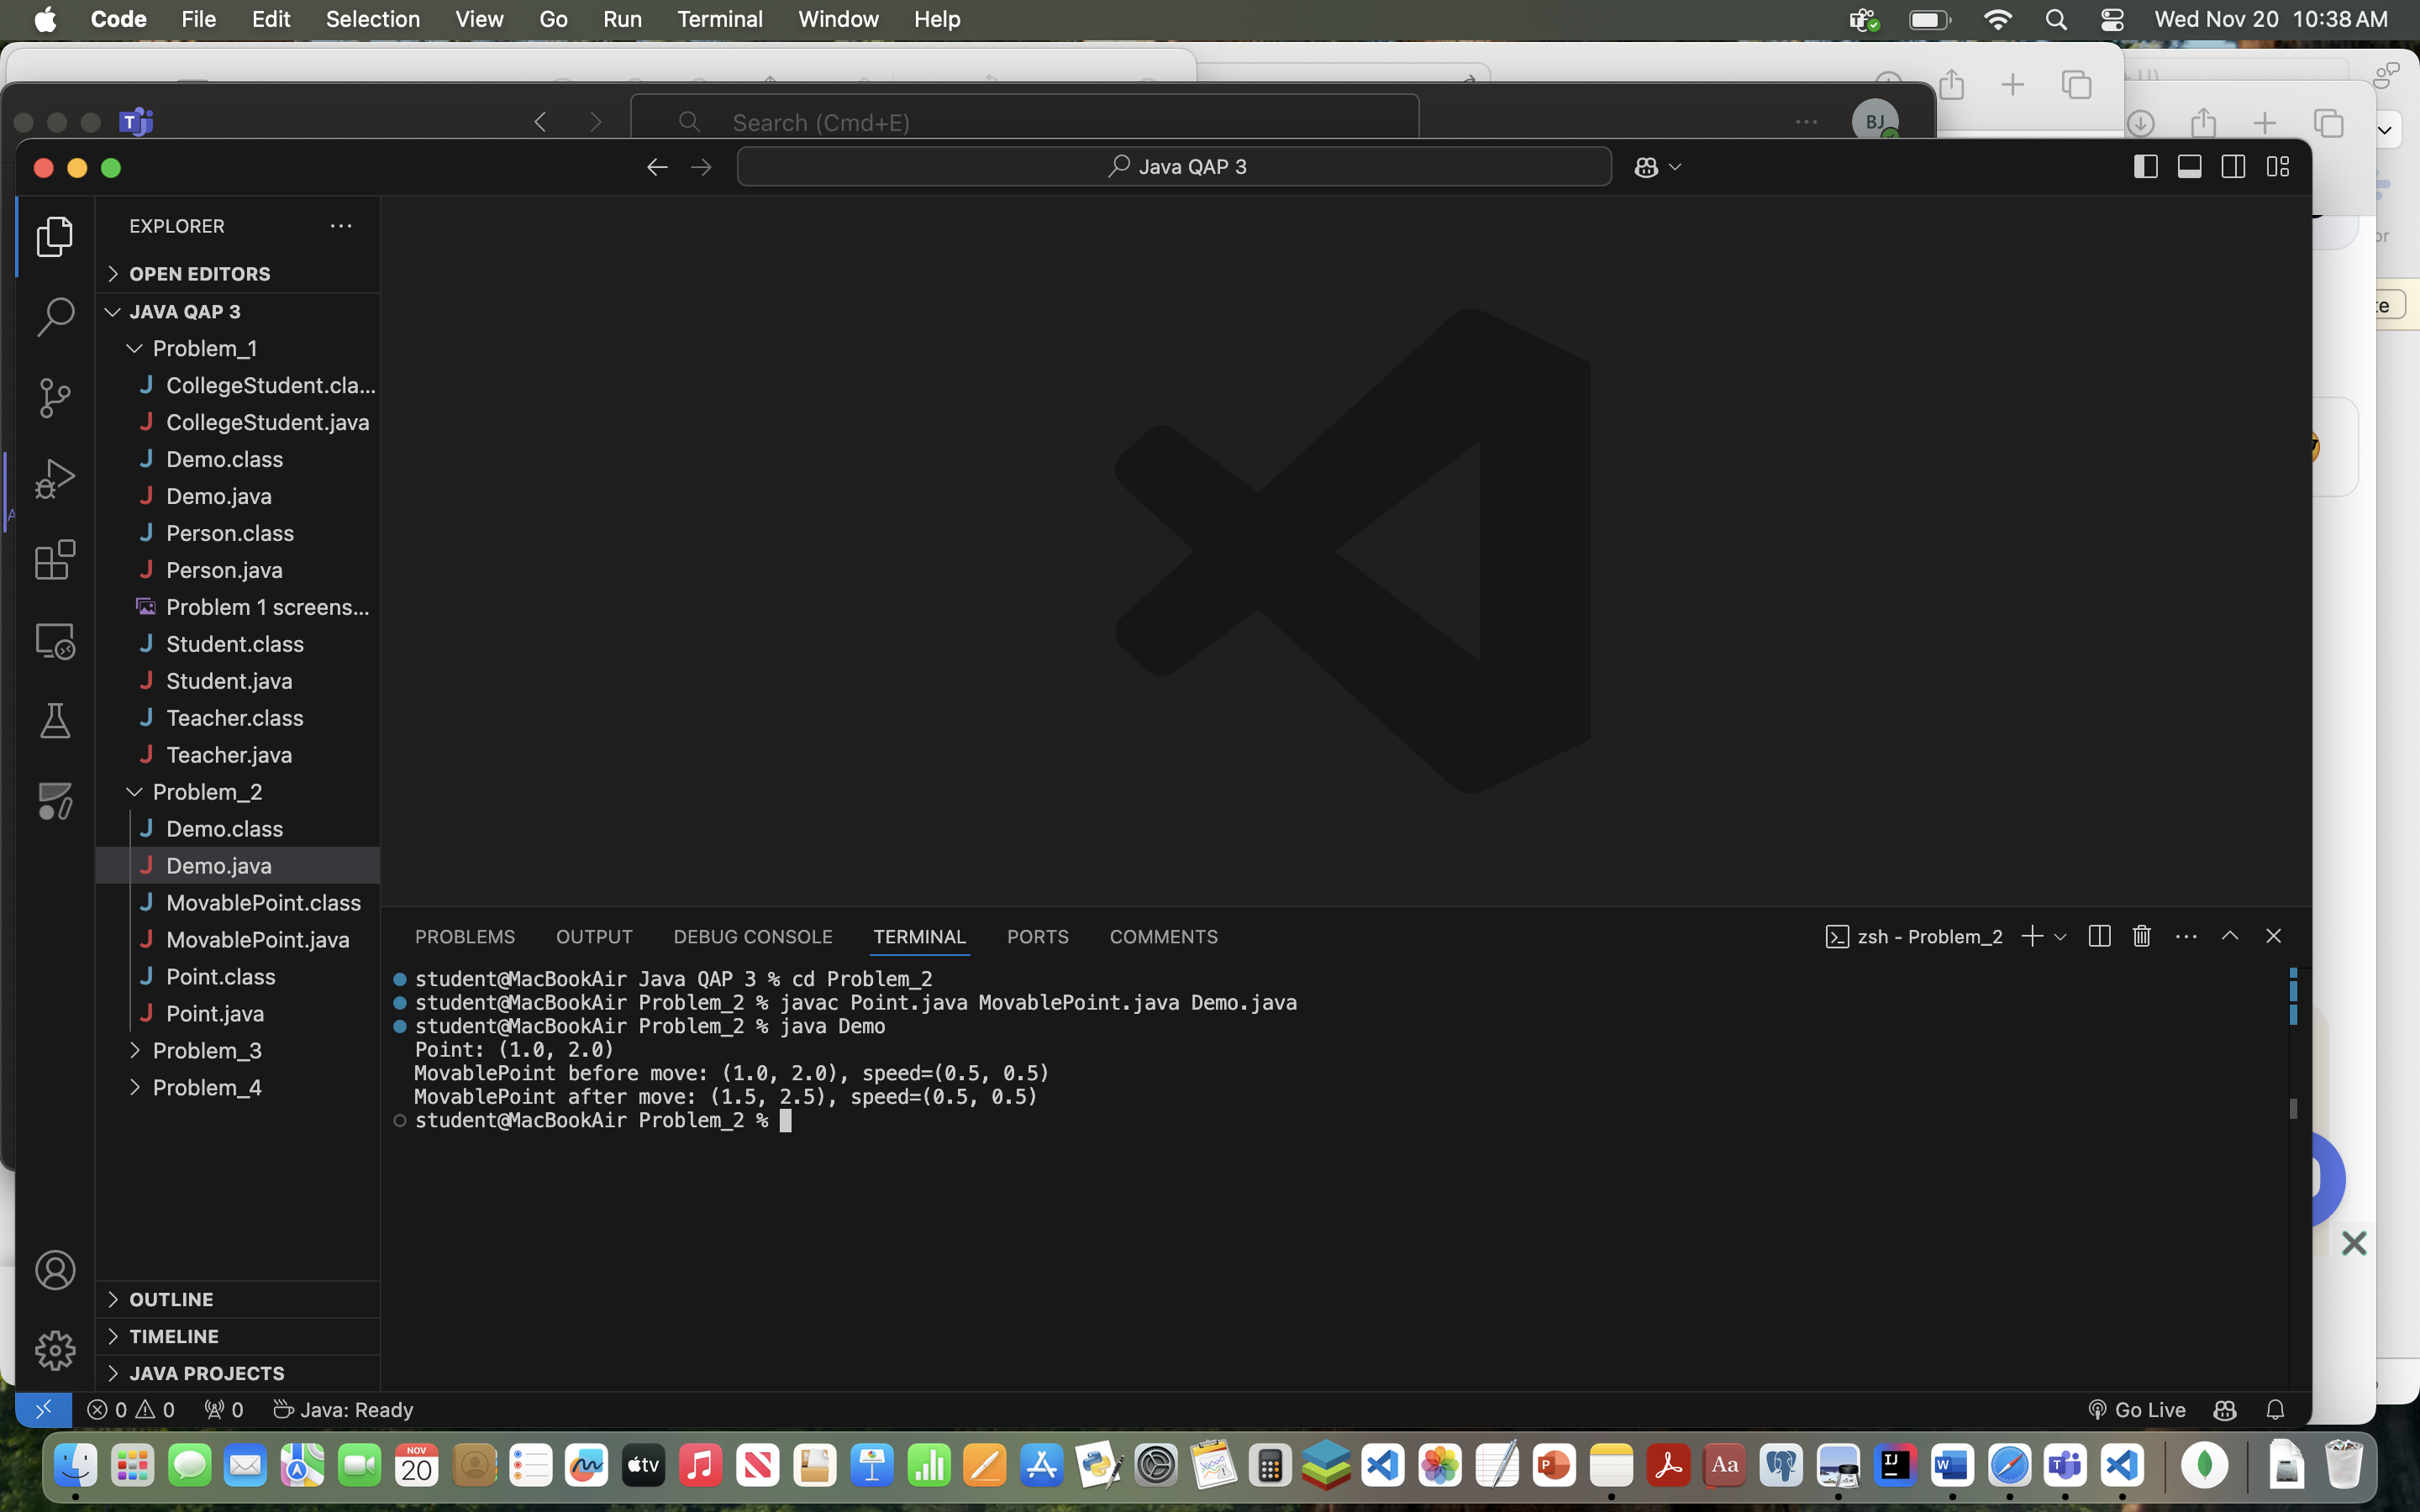 Code File Edit Selection View Go Run Terminal Window Help Wed Nov 20 10:38 AM
Search (Cmd+E) BJ
Java QAP 3
EXPLORER
OPEN EDITORS
JAVA QAP 3
Problem_1
CollegeStudent.cla...
CollegeStudent.java
Demo.class
Demo.java
Person.class
Person.java
Problem 1 screens...
Student.class
Student.java
Teacher.class
Teacher.java
Problem_2
Demo.class
Demo.java
MovablePoint.class
MovablePoint.java
Point.class
Point.java
Problem_3
Problem_4
OUTLINE
TIMELINE
JAVA PROJECTS
PROBLEMS OUTPUT DEBUG CONSOLE TERMINAL PORTS COMMENTS zsh - Problem_2
student@MacBookAir Java QAP 3 % cd Problem_2
student@MacBookAir Problem_2 % javac Point.java MovablePoint.java Demo.java
student@MacBookAir Problem_2 % java Demo
Point: (1.0, 2.0)
MovablePoint before move: (1.0, 2.0), speed=(0.5, 0.5)
MovablePoint after move: (1.5, 2.5), speed=(0.5, 0.5)
student@MacBookAir Problem_2 %
0 0 0 Java: Ready Go Live
NOV
20
tv
Aa
IJ
W
P
T